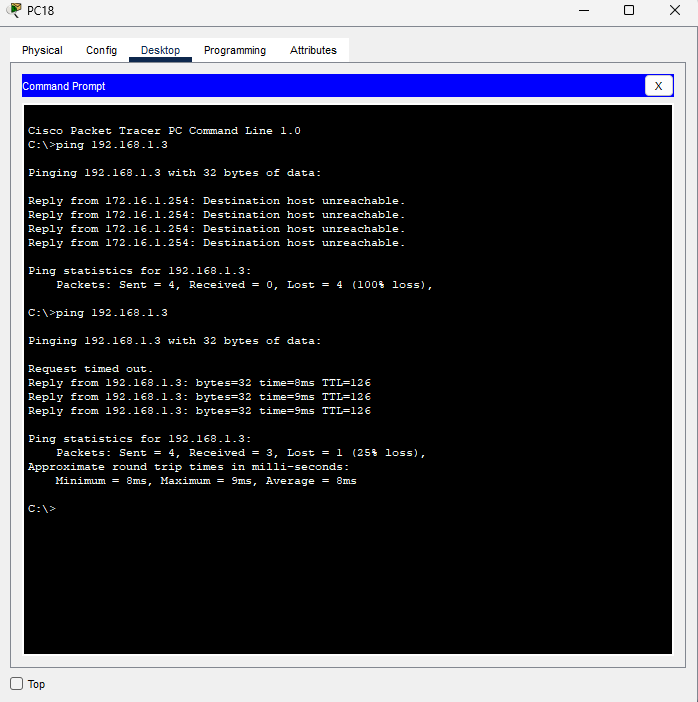 PC18
Physical Config Desktop Programming Attributes
Command Prompt X
Cisco Packet Tracer PC Command Line 1.0
C:\>ping 192.168.1.3
Pinging 192.168.1.3 with 32 bytes of data:
Reply from 172.16.1.254: Destination host unreachable.
Reply from 172.16.1.254: Destination host unreachable.
Reply from 172.16.1.254: Destination host unreachable.
Reply from 172.16.1.254: Destination host unreachable.
Ping statistics for 192.168.1.3:
Packets: Sent = 4, Received = 0, Lost = 4 (100% loss),
C:\>ping 192.168.1.3
Pinging 192.168.1.3 with 32 bytes of data:
Request timed out.
Reply from 192.168.1.3: bytes=32 time=8ms TTL=126
Reply from 192.168.1.3: bytes=32 time=9ms TTL=126
Reply from 192.168.1.3: bytes=32 time=9ms TTL=126
Ping statistics for 192.168.1.3:
Packets: Sent = 4, Received = 3, Lost = 1 (25% loss),
Approximate round trip times in milli-seconds:
Minimum = 8ms, Maximum = 9ms, Average = 8ms
C:\>
Top